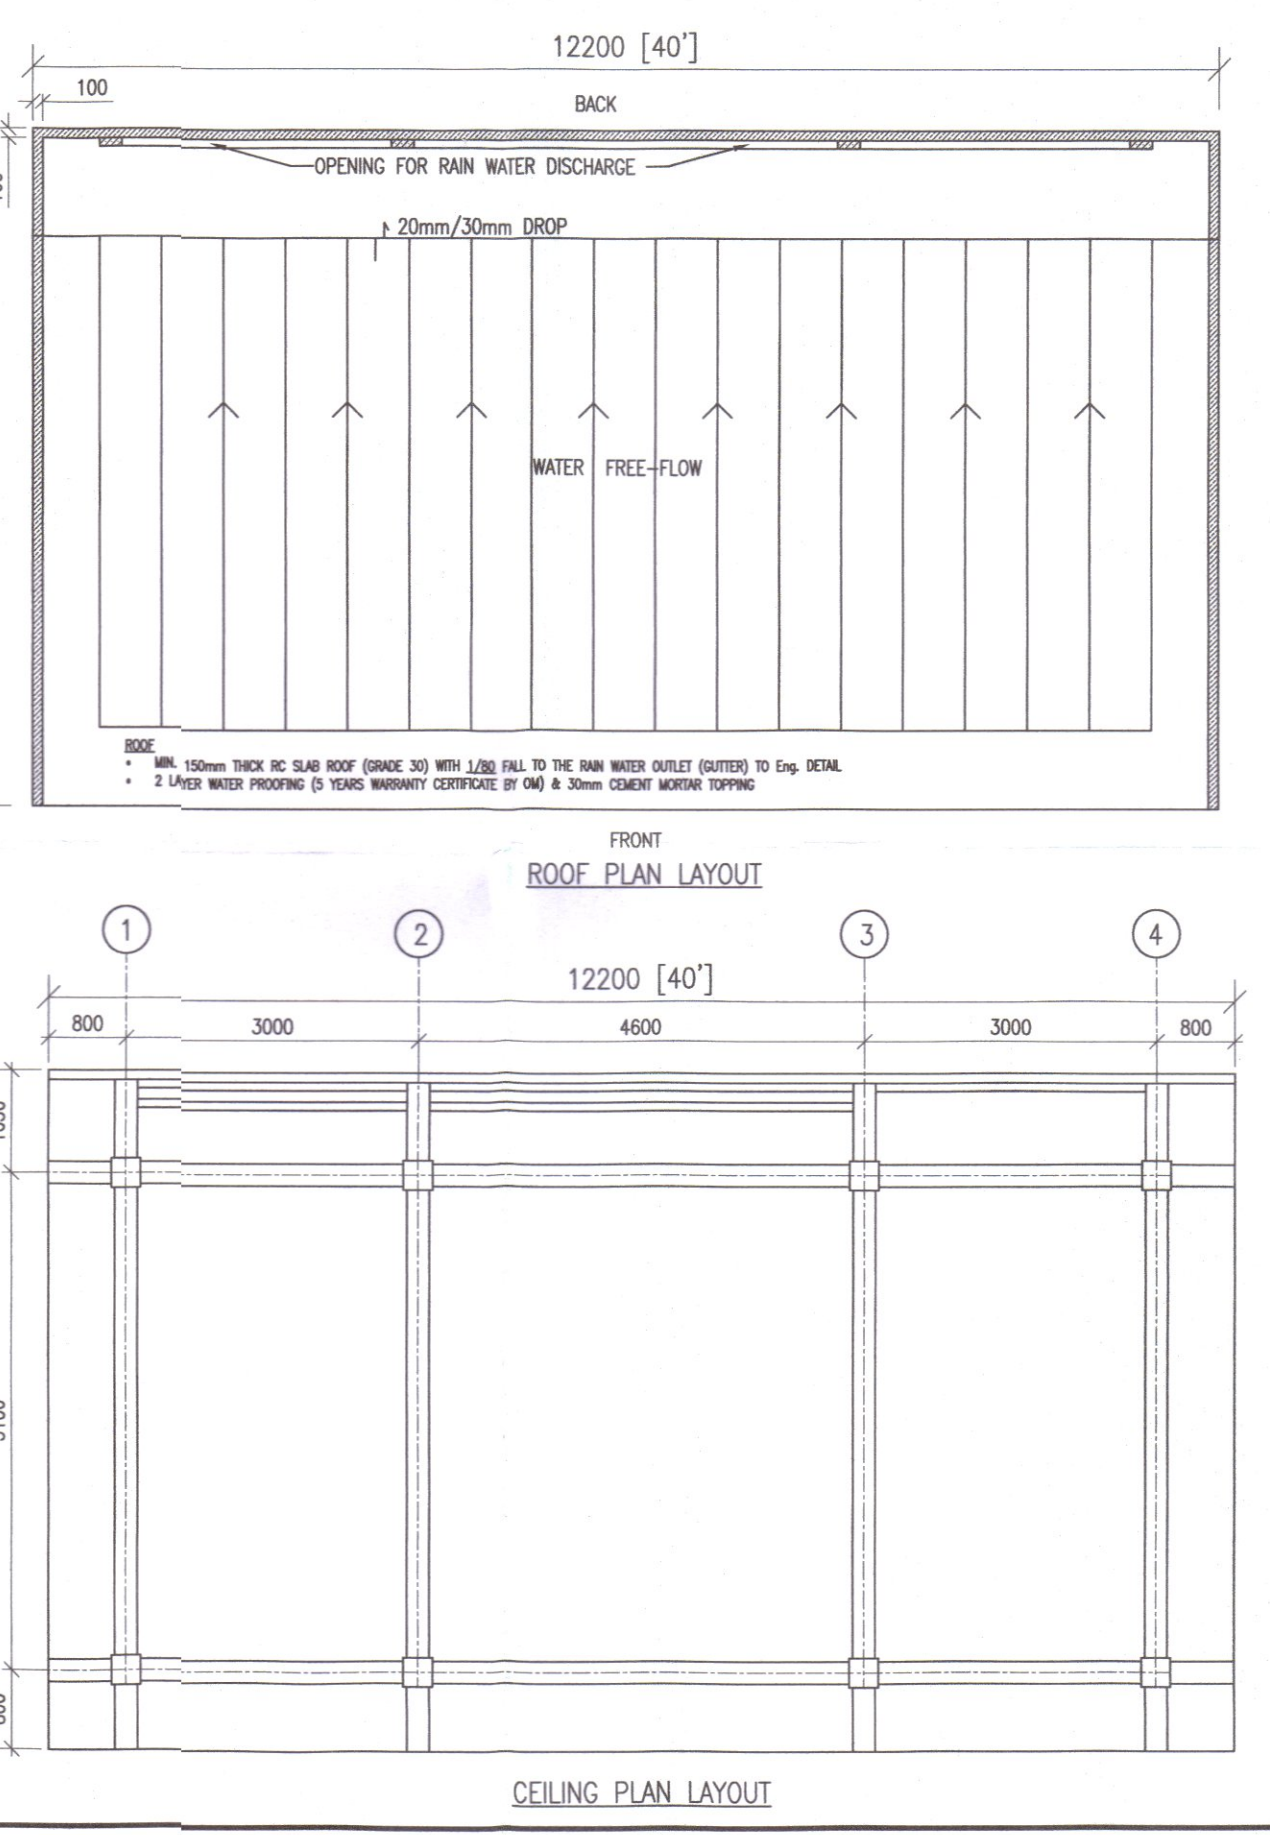 12200 [40']
100
BACK
OPENING FOR RAIN WATER DISCHARGE
20mm/30mm DROP
WATER FREE-FLOW
ROOF
• MIN. 150mm THICK RC SLAB ROOF (GRADE 30) WITH 1/80 FALL TO THE RAIN WATER OUTLET (GUTTER) TO Eng. DETAIL
• 2 LAYER WATER PROOFING (5 YEARS WARRANTY CERTIFICATE BY OM) & 30mm CEMENT MORTAR TOPPING
FRONT
ROOF PLAN LAYOUT
1 2 3 4
12200 [40']
800 3000 4600 3000 800
CEILING PLAN LAYOUT